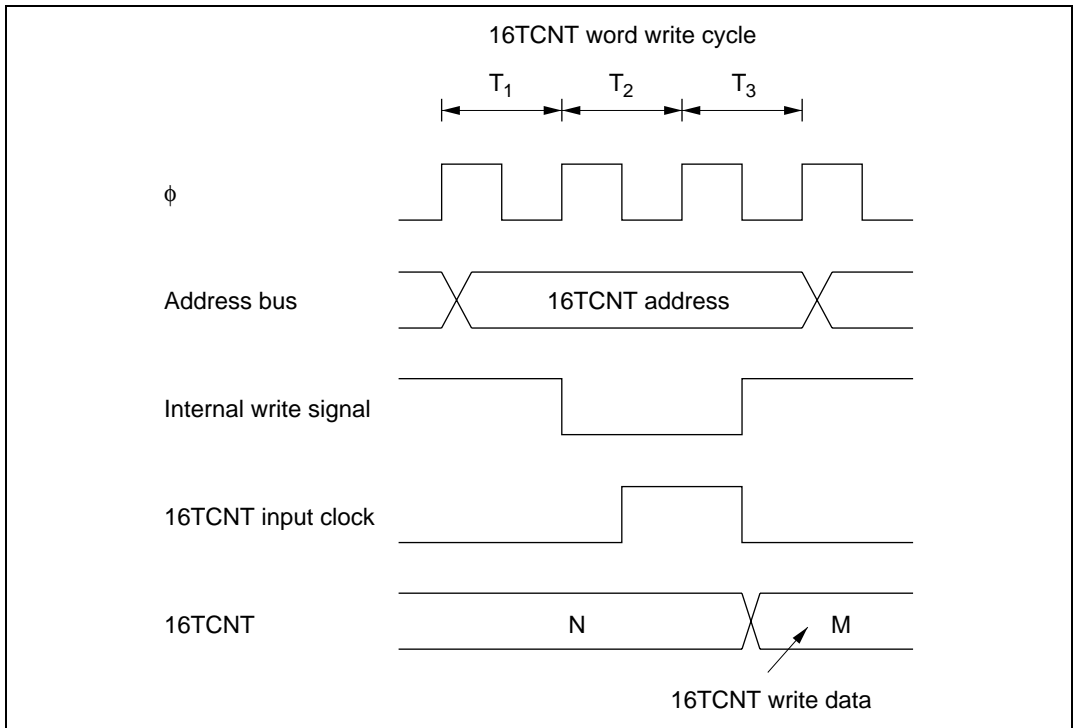 16TCNT word write cycle
T1 T2 T3
φ
Address bus
16TCNT address
Internal write signal
16TCNT input clock
16TCNT
N
M
16TCNT write data